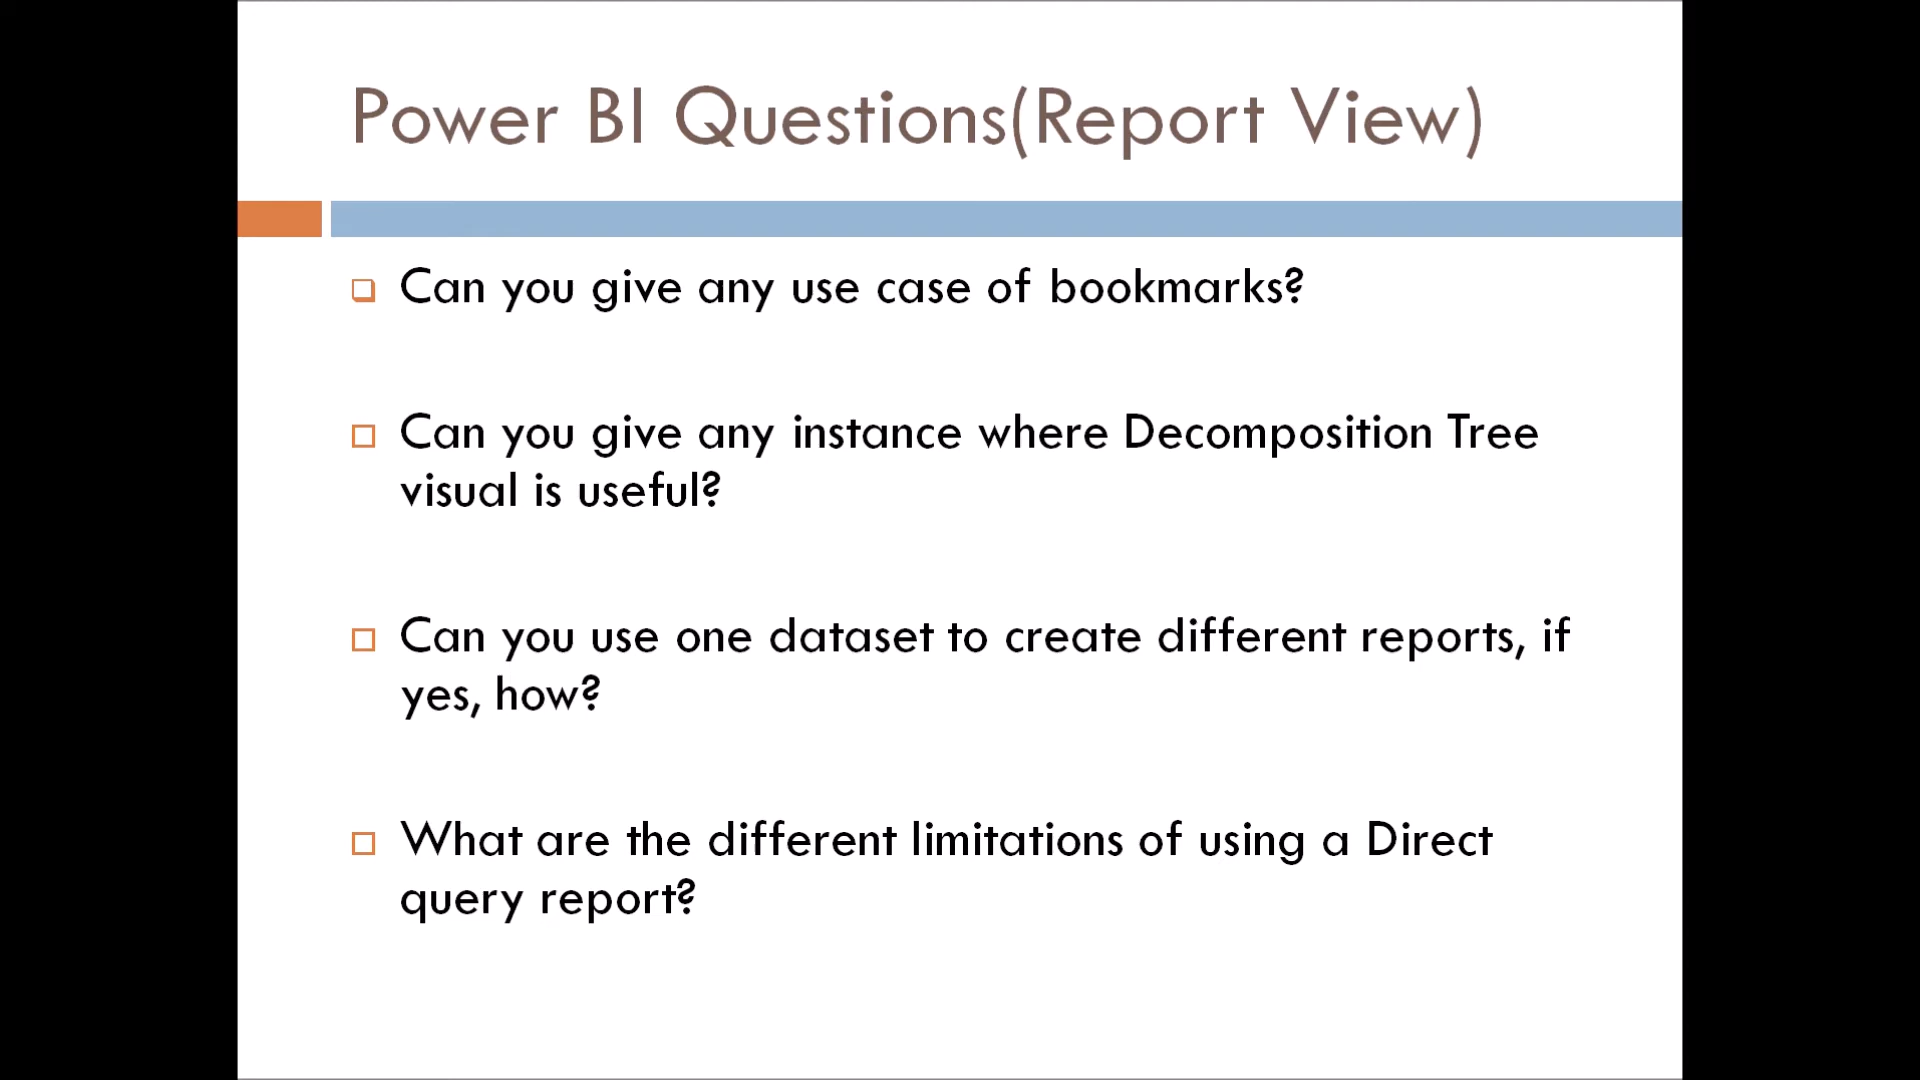 Power BI Questions(Report View)
Can you give any use case of bookmarks?
Can you give any instance where Decomposition Tree
visual is useful?
Can you use one dataset to create different reports, if
yes, how?
What are the different limitations of using a Direct
query report?